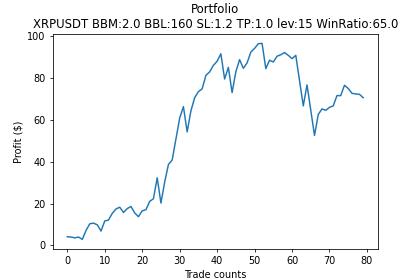 Portfolio
XRPUSDT BBM:2.0 BBL:160 SL:1.2 TP:1.0 lev:15 WinRatio:65.0
100
80
60
40
20
0
Profit ($)
0 10 20 30 40 50 60 70 80
Trade counts